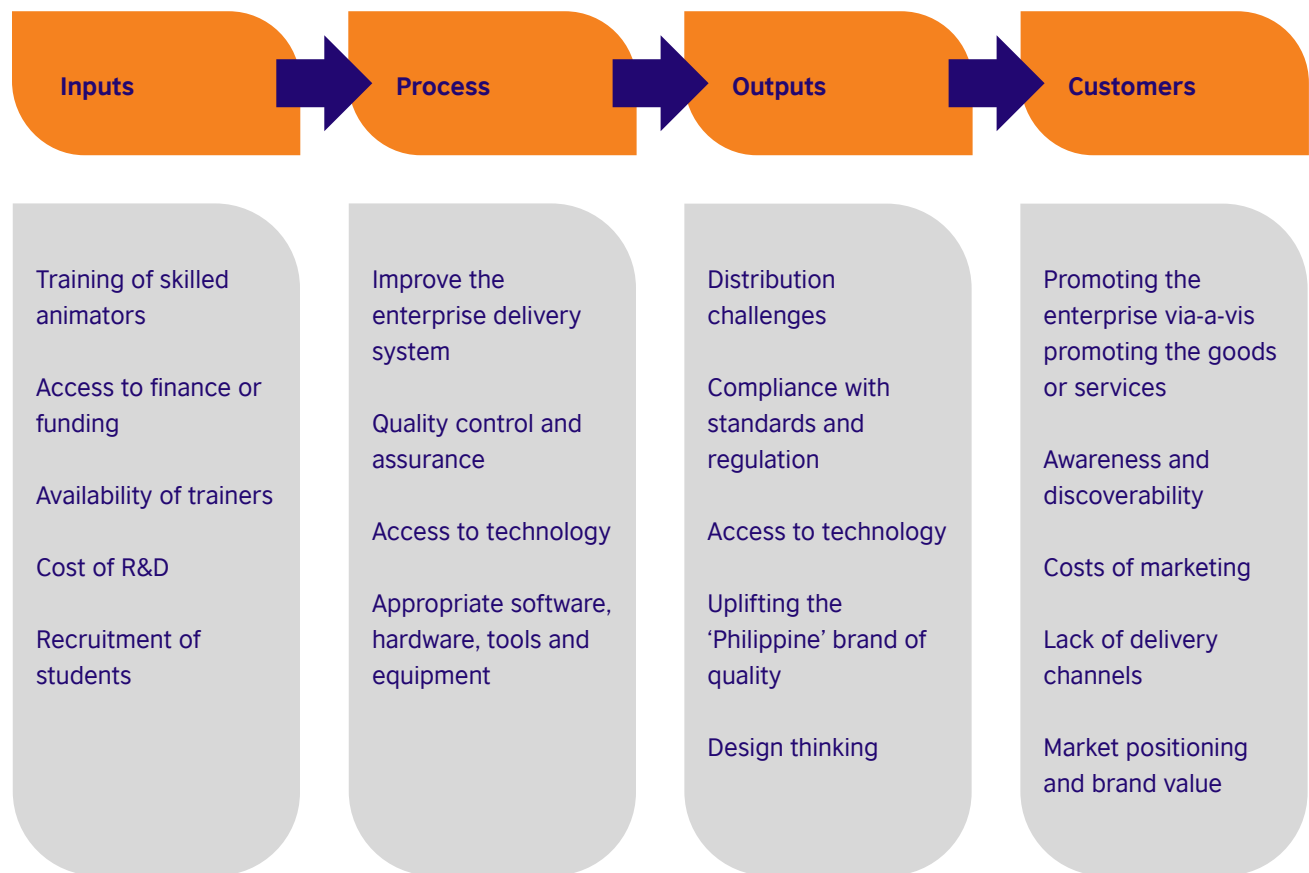 Inputs
Process
Outputs
Customers
Training of skilled
animators
Access to finance or
funding
Availability of trainers
Cost of R&D
Recruitment of
students
Improve the
enterprise delivery
system
Quality control and
assurance
Access to technology
Appropriate software,
hardware, tools and
equipment
Distribution
challenges
Compliance with
standards and
regulation
Access to technology
Uplifting the
‘Philippine’ brand of
quality
Design thinking
Promoting the
enterprise via-a-vis
promoting the goods
or services
Awareness and
discoverability
Costs of marketing
Lack of delivery
channels
Market positioning
and brand value